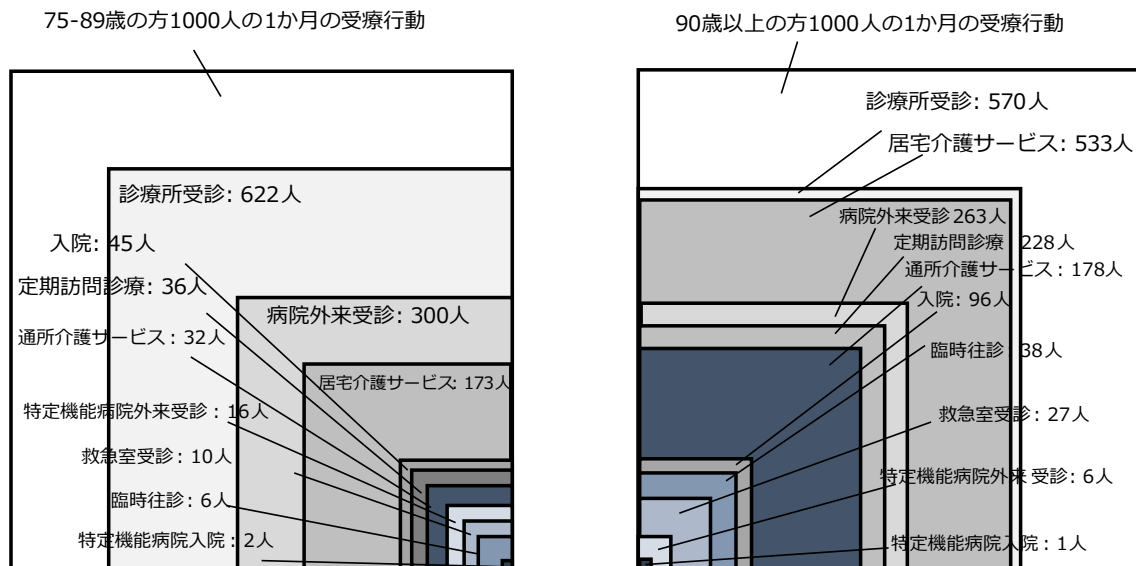 75-89歳の方1000人の1か月の受療行動
診療所受診: 622人
入院: 45人
定期訪問診療: 36人
病院外来受診: 300人
通所介護サービス: 32人
居宅介護サービス: 173人
特定機能病院外来受診: 16人
救急室受診: 10人
臨時往診: 6人
特定機能病院入院: 2人
90歳以上の方1000人の1か月の受療行動
診療所受診: 570人
居宅介護サービス: 533人
病院外来受診 263人
定期訪問診療 228人
通所介護サービス: 178人
入院: 96人
臨時往診 38人
救急室受診: 27人
特定機能病院外来 受診: 6人
特定機能病院入院: 1人